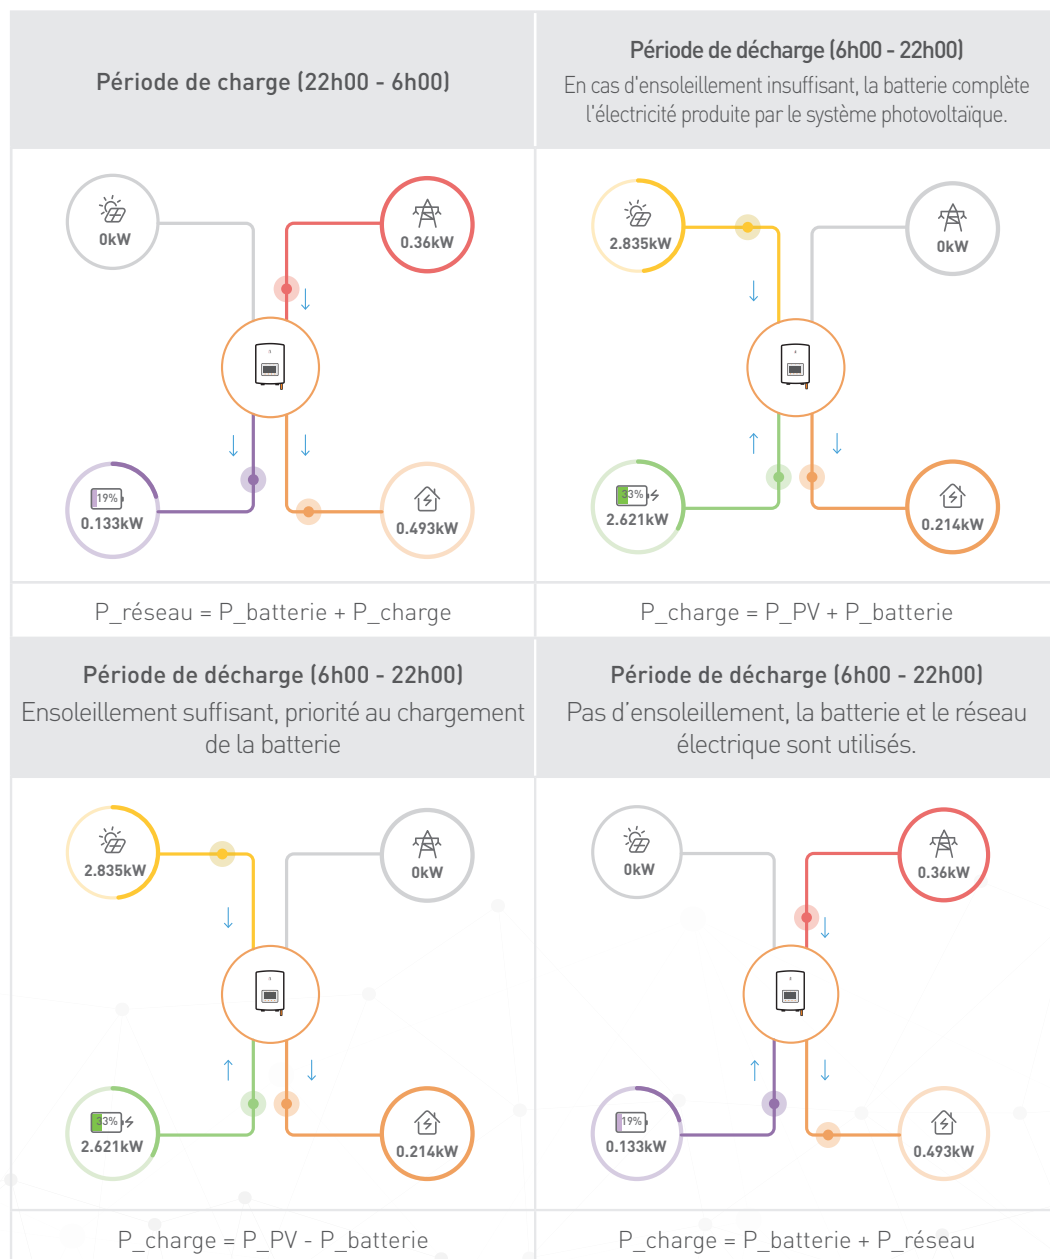 Période de charge (22h00 - 6h00)
Période de décharge (6h00 - 22h00)
En cas d'ensoleillement insuffisant, la batterie complète
l'électricité produite par le système photovoltaïque.
0kW
0.36kW
19%
0.133kW
0.493kW
2.835kW
0kW
33%
2.621kW
0.214kW
P_réseau = P_batterie + P_charge
P_charge = P_PV + P_batterie
Période de décharge (6h00 - 22h00)
Ensoleillement suffisant, priorité au chargement
de la batterie
Période de décharge (6h00 - 22h00)
Pas d’ensoleillement, la batterie et le réseau
électrique sont utilisés.
2.835kW
0kW
33%
2.621kW
0.214kW
0kW
0.36kW
19%
0.133kW
0.493kW
P_charge = P_PV - P_batterie
P_charge = P_batterie + P_réseau